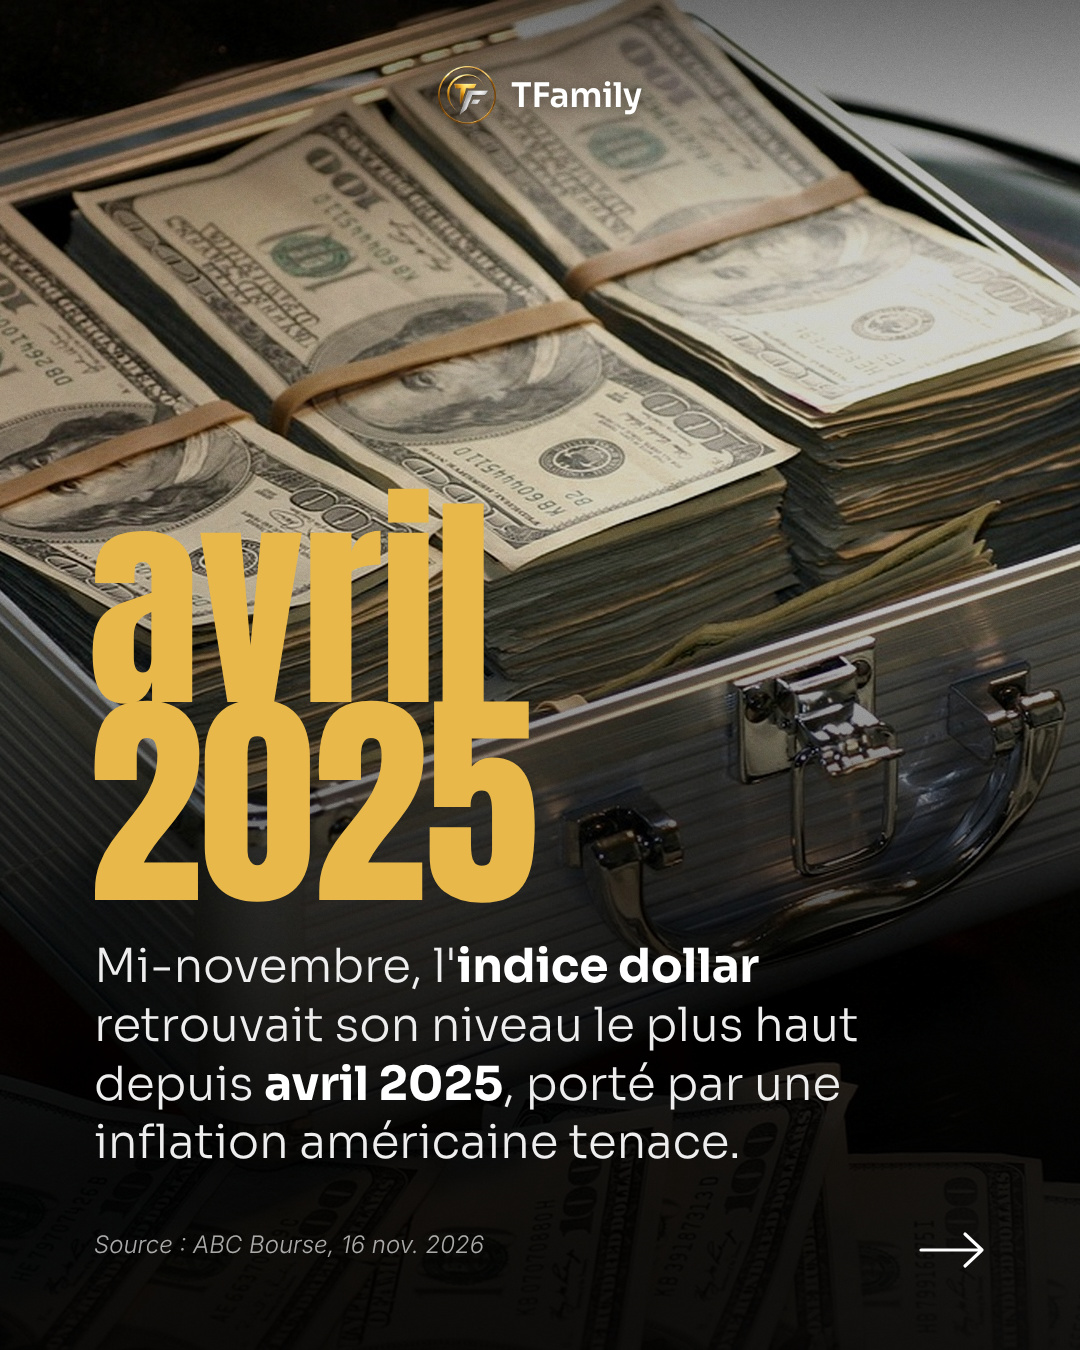 TFamily
avril
2025
Mi-novembre, l'indice dollar
retrouvait son niveau le plus haut
depuis avril 2025, porté par une
inflation américaine tenace.
Source : ABC Bourse, 16 nov. 2026